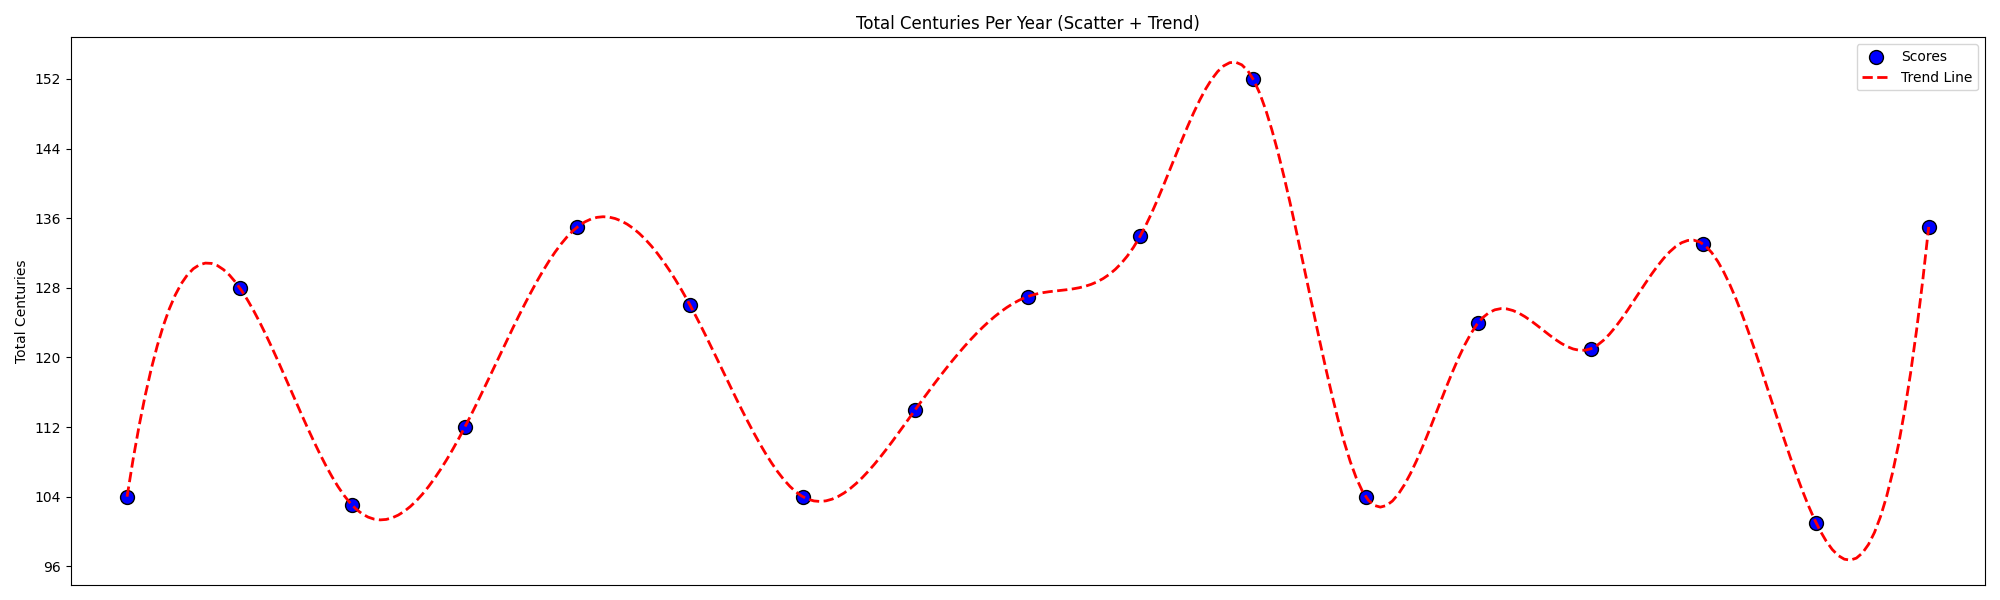 Total Centuries Per Year (Scatter + Trend)
Scores
Trend Line
Total Centuries
152
144
136
128
120
112
104
96